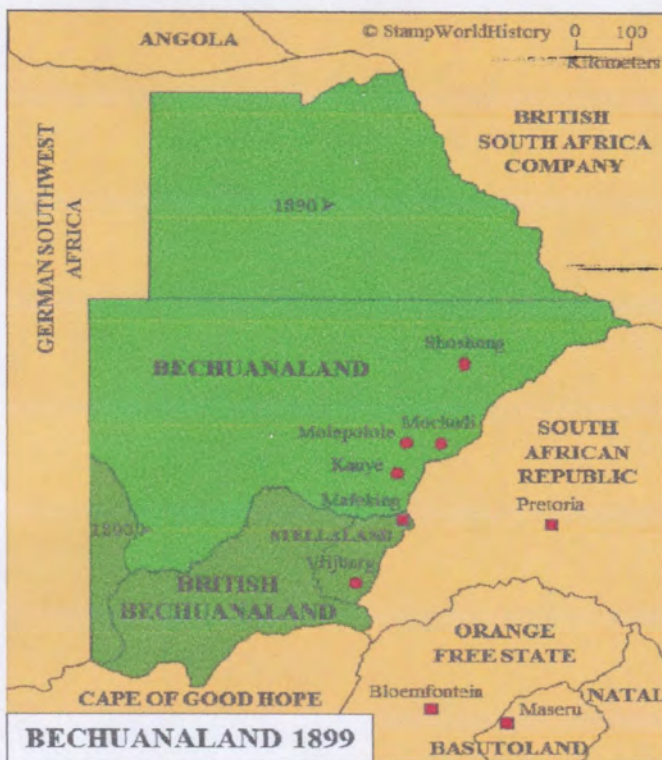 ANGOLA
© StampWorldHistory 0 100
Kilometers
BRITISH
SOUTH AFRICA
COMPANY
GERMAN SOUTHWEST
AFRICA
1890
BECHUANALAND
Shoshong
Molepolole
Mochudi
Kanye
Mafeking
SOUTH
AFRICAN
REPUBLIC
Pretoria
1890
STELLALAND
Vrijburg
BRITISH
BECHUANALAND
ORANGE
FREE STATE
CAPE OF GOOD HOPE
Bloemfontein
NATAL
Maseru
BASUTOLAND
BECHUANALAND 1899